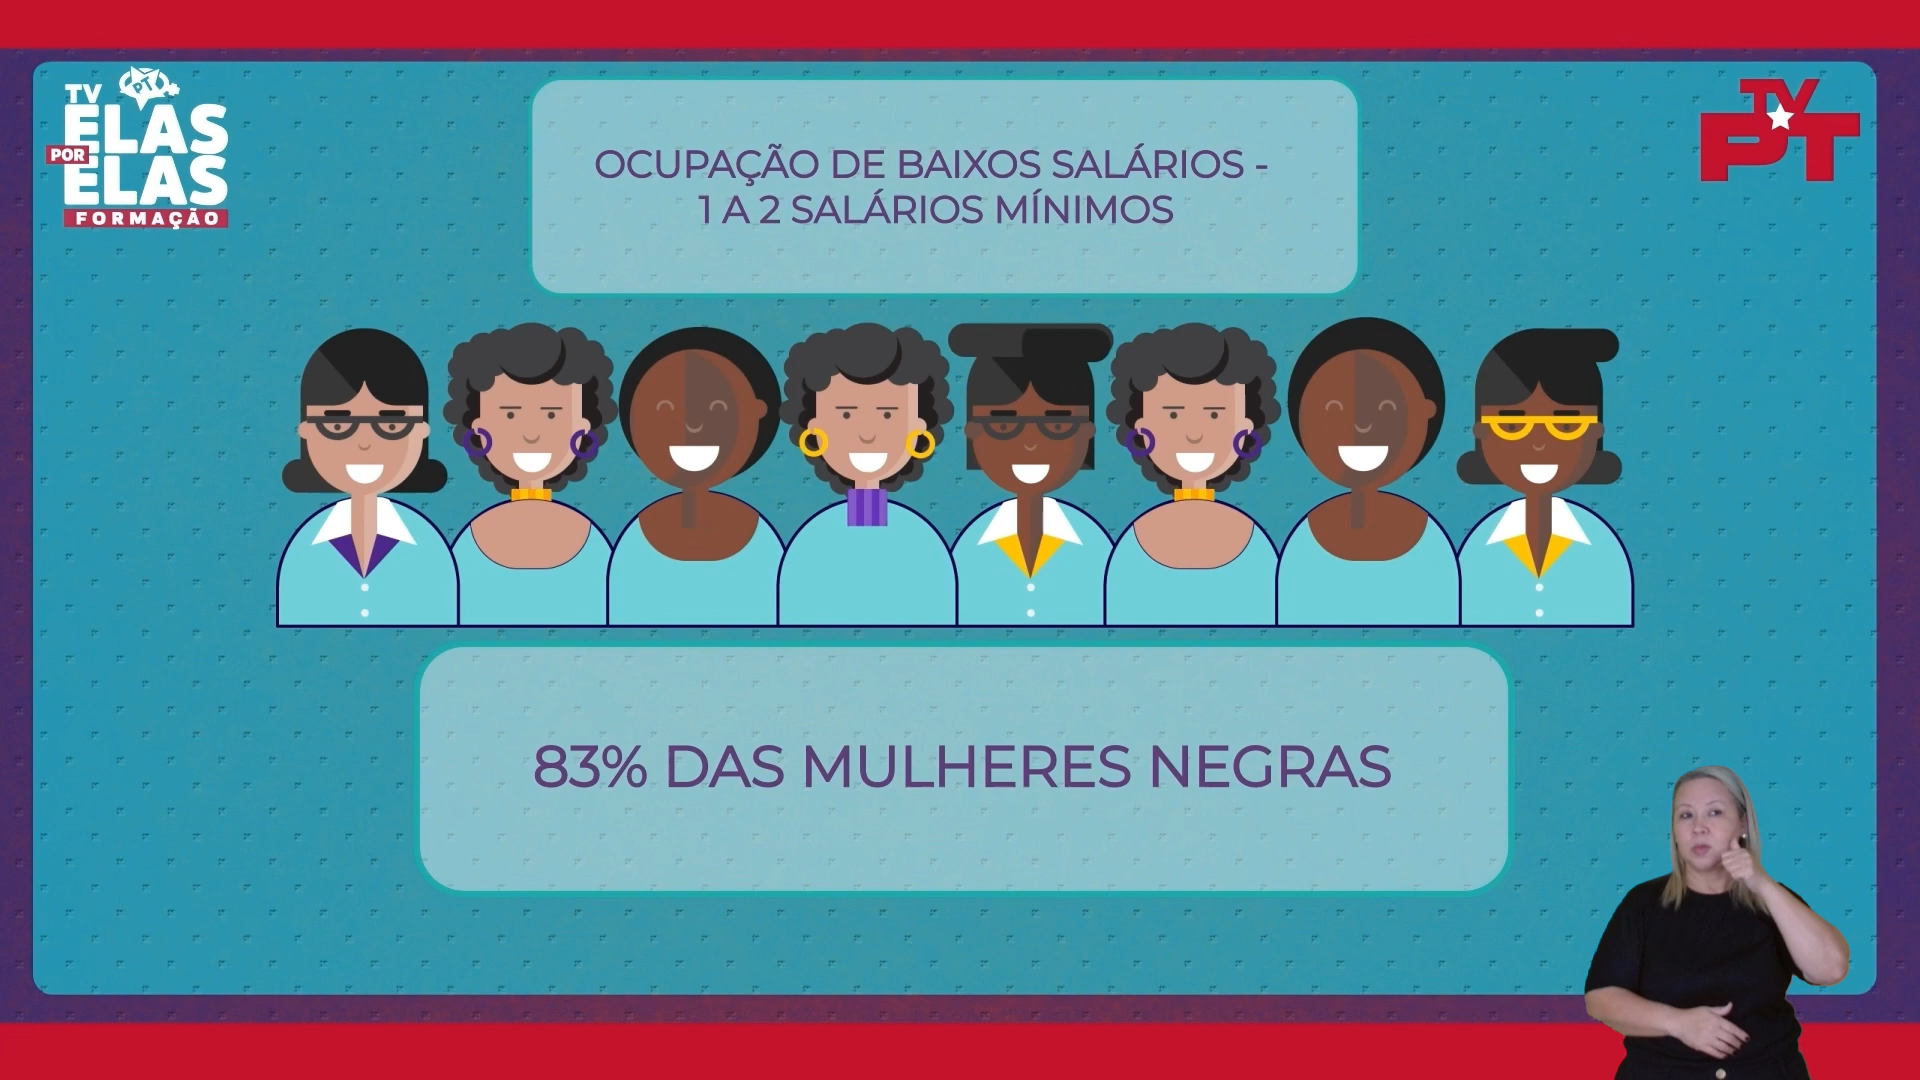 TV
PT
ELAS
POR
ELAS
FORMAÇÃO
TV
PT
OCUPAÇÃO DE BAIXOS SALÁRIOS -
1 A 2 SALÁRIOS MÍNIMOS
83% DAS MULHERES NEGRAS